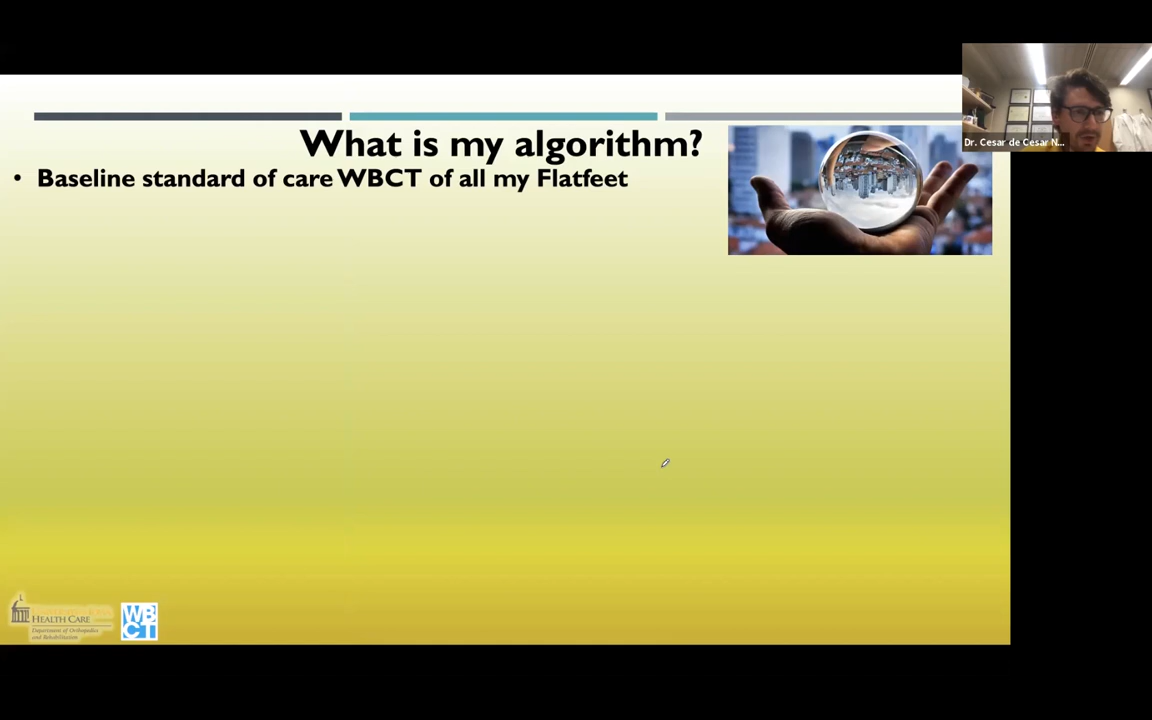 What is my algorithm?
• Baseline standard of care WBCT of all my Flatfeet
Dr. Cesar de Cesar N...
HEALTH CARE
Department of Orthopedics
and Rehabilitation
WB
CT